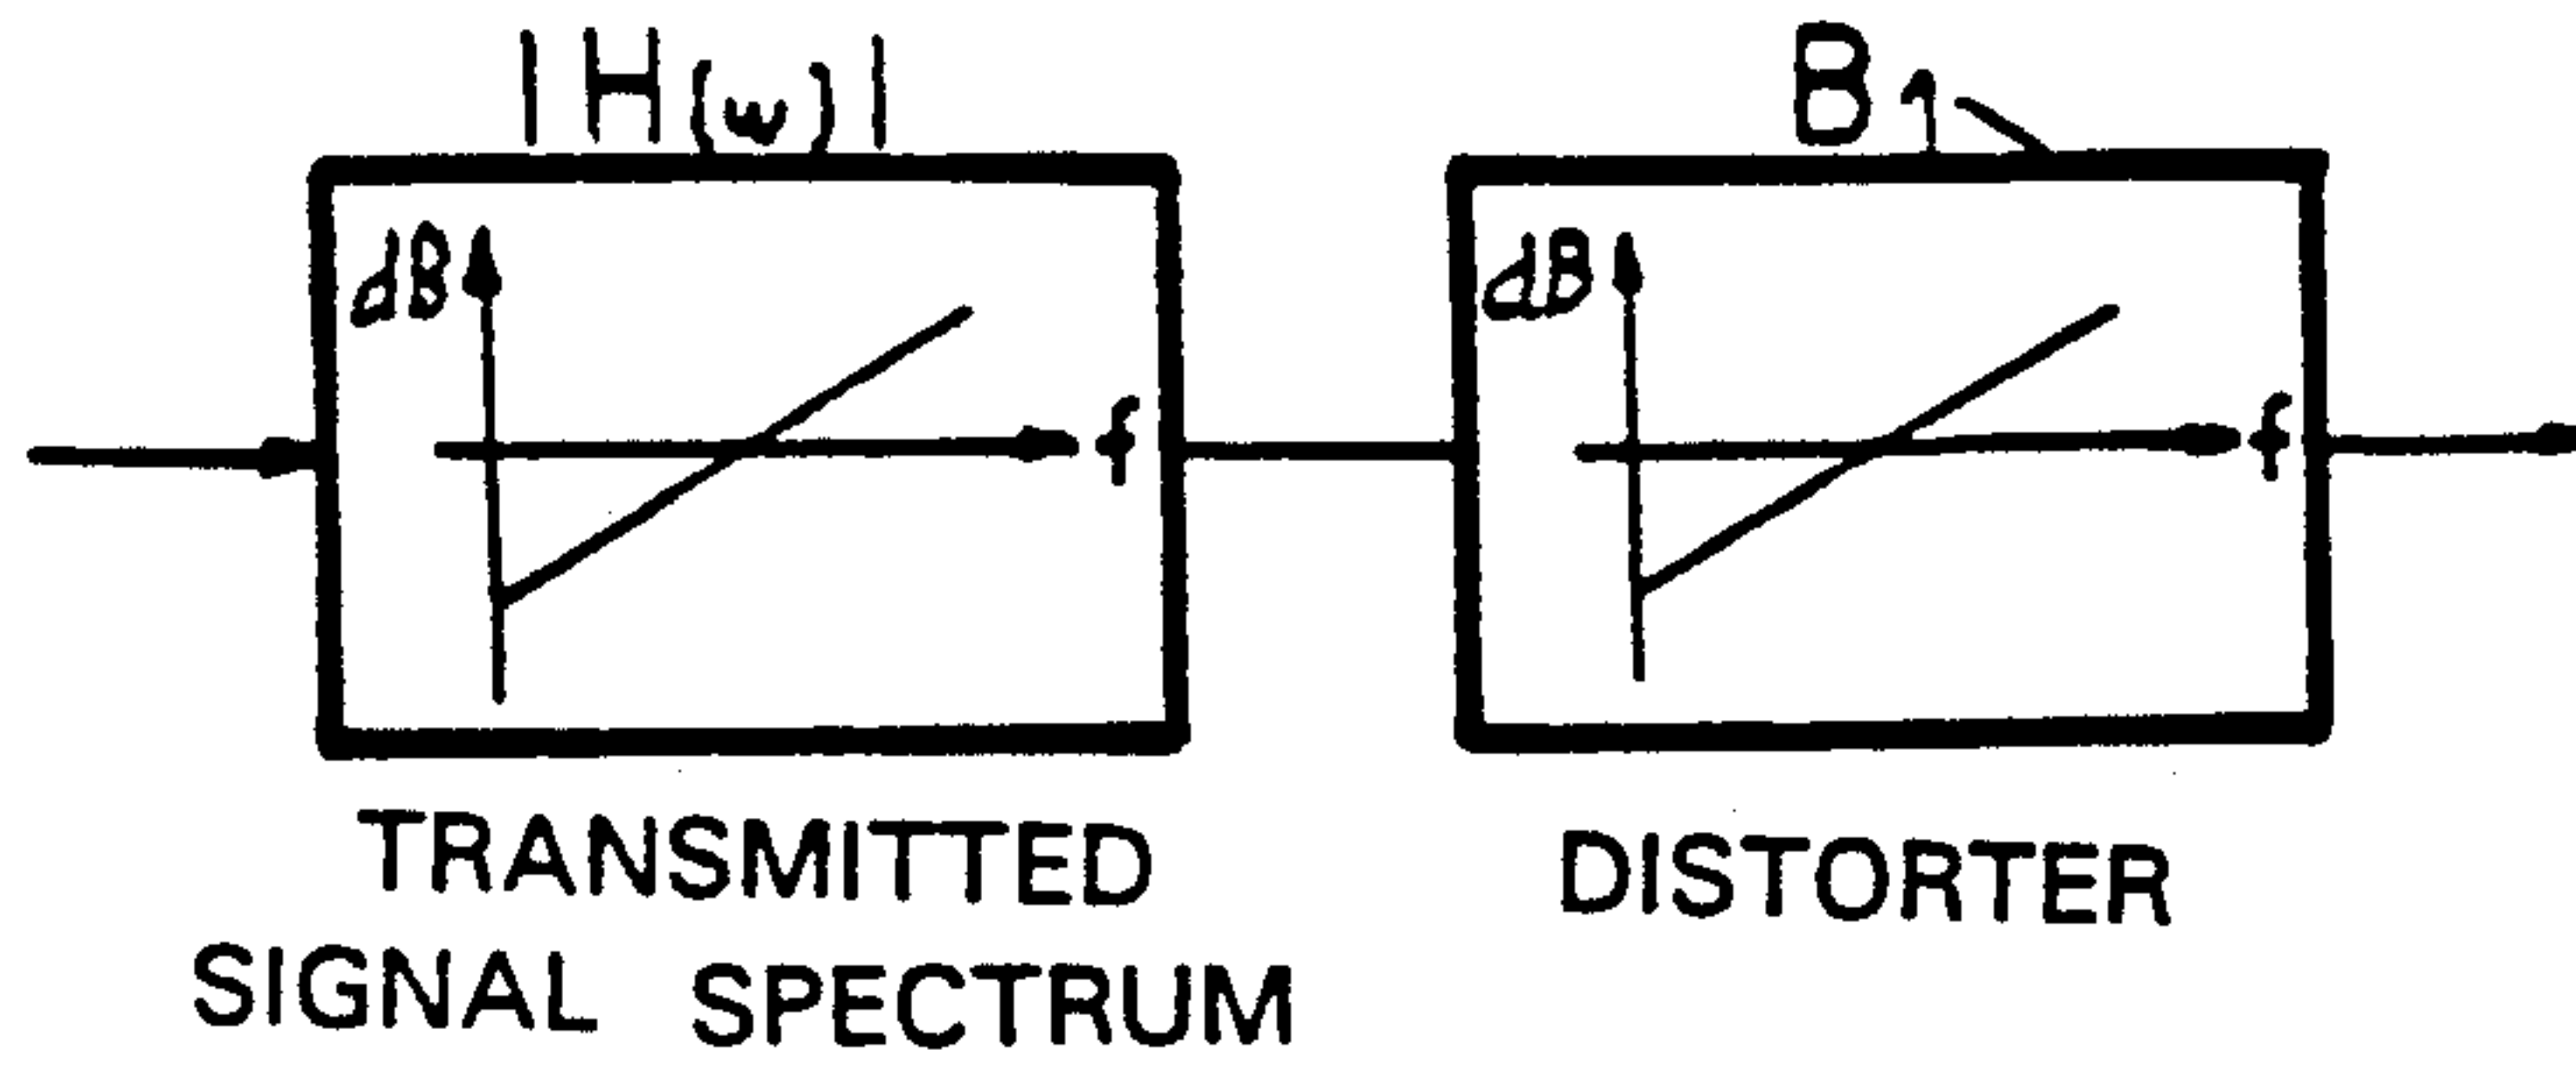 |H(ω)|
B1
dB
f
dB
f
TRANSMITTED
SIGNAL SPECTRUM
DISTORTER